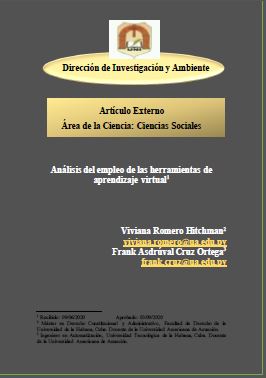 Dirección de Investigación y Ambiente
Artículo Externo
Área de la Ciencia: Ciencias Sociales
Análisis del empleo de las herramientas de
aprendizaje virtual¹
Viviana Romero Hitchman²
viviana.romero@ua.edu.py
Frank Asdrúval Cruz Ortega³
frank.cruz@ua.edu.py
¹ Recibido: 09/06/2020 Aprobado: 03/09/2020
² Máster en Derecho Constitucional y Administrativo, Facultad de Derecho de la
Universidad de la Habana, Cuba. Docente de la Universidad Americana de Asunción.
³ Ingeniero en Automatización, Universidad Tecnológica de la Habana, Cuba. Docente
de la Universidad Americana de Asunción.